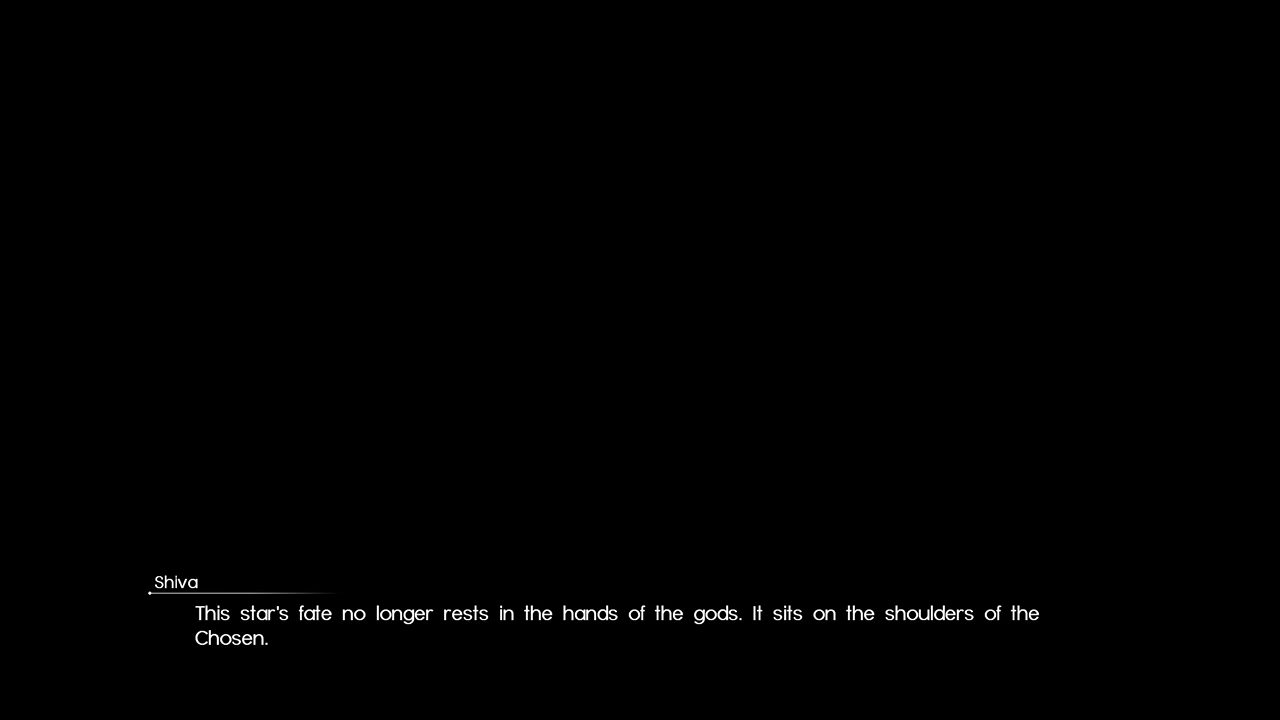 Shiva
This star's fate no longer rests in the hands of the gods. It sits on the shoulders of the
Chosen.